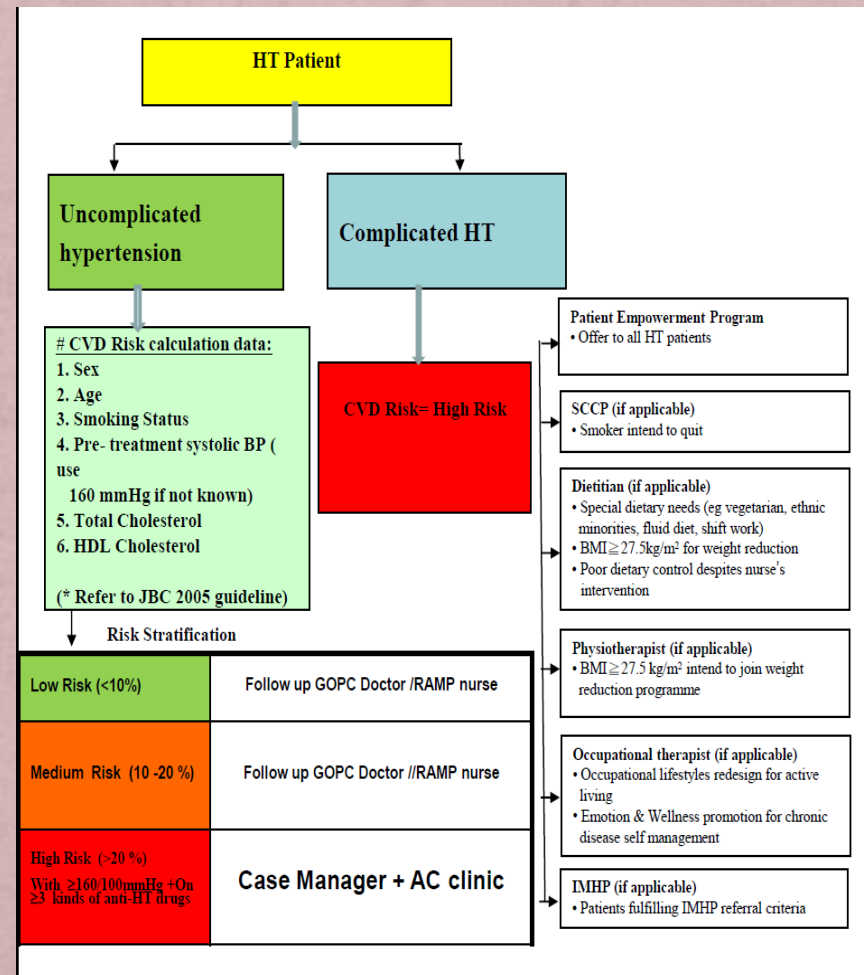 HT Patient
Uncomplicated
hypertension
Complicated HT
# CVD Risk calculation data:
1. Sex
2. Age
3. Smoking Status
4. Pre- treatment systolic BP (
use
160 mmHg if not known)
5. Total Cholesterol
6. HDL Cholesterol
(* Refer to JBC 2005 guideline)
CVD Risk= High Risk
Risk Stratification
Low Risk (<10%)
Follow up GOPC Doctor /RAMP nurse
Medium Risk (10 -20 %)
Follow up GOPC Doctor //RAMP nurse
High Risk (>20 %)
With ≥160/100mmHg +On
≥3 kinds of anti-HT drugs
Case Manager + AC clinic
Patient Empowerment Program
• Offer to all HT patients
SCCP (if applicable)
• Smoker intend to quit
Dietitian (if applicable)
• Special dietary needs (eg vegetarian, ethnic
minorities, fluid diet, shift work)
• BMI≧27.5kg/m² for weight reduction
• Poor dietary control despites nurse's
intervention
Physiotherapist (if applicable)
• BMI≧27.5 kg/m² intend to join weight
reduction programme
Occupational therapist (if applicable)
• Occupational lifestyles redesign for active
living
• Emotion & Wellness promotion for chronic
disease self management
IMHP (if applicable)
• Patients fulfilling IMHP referral criteria